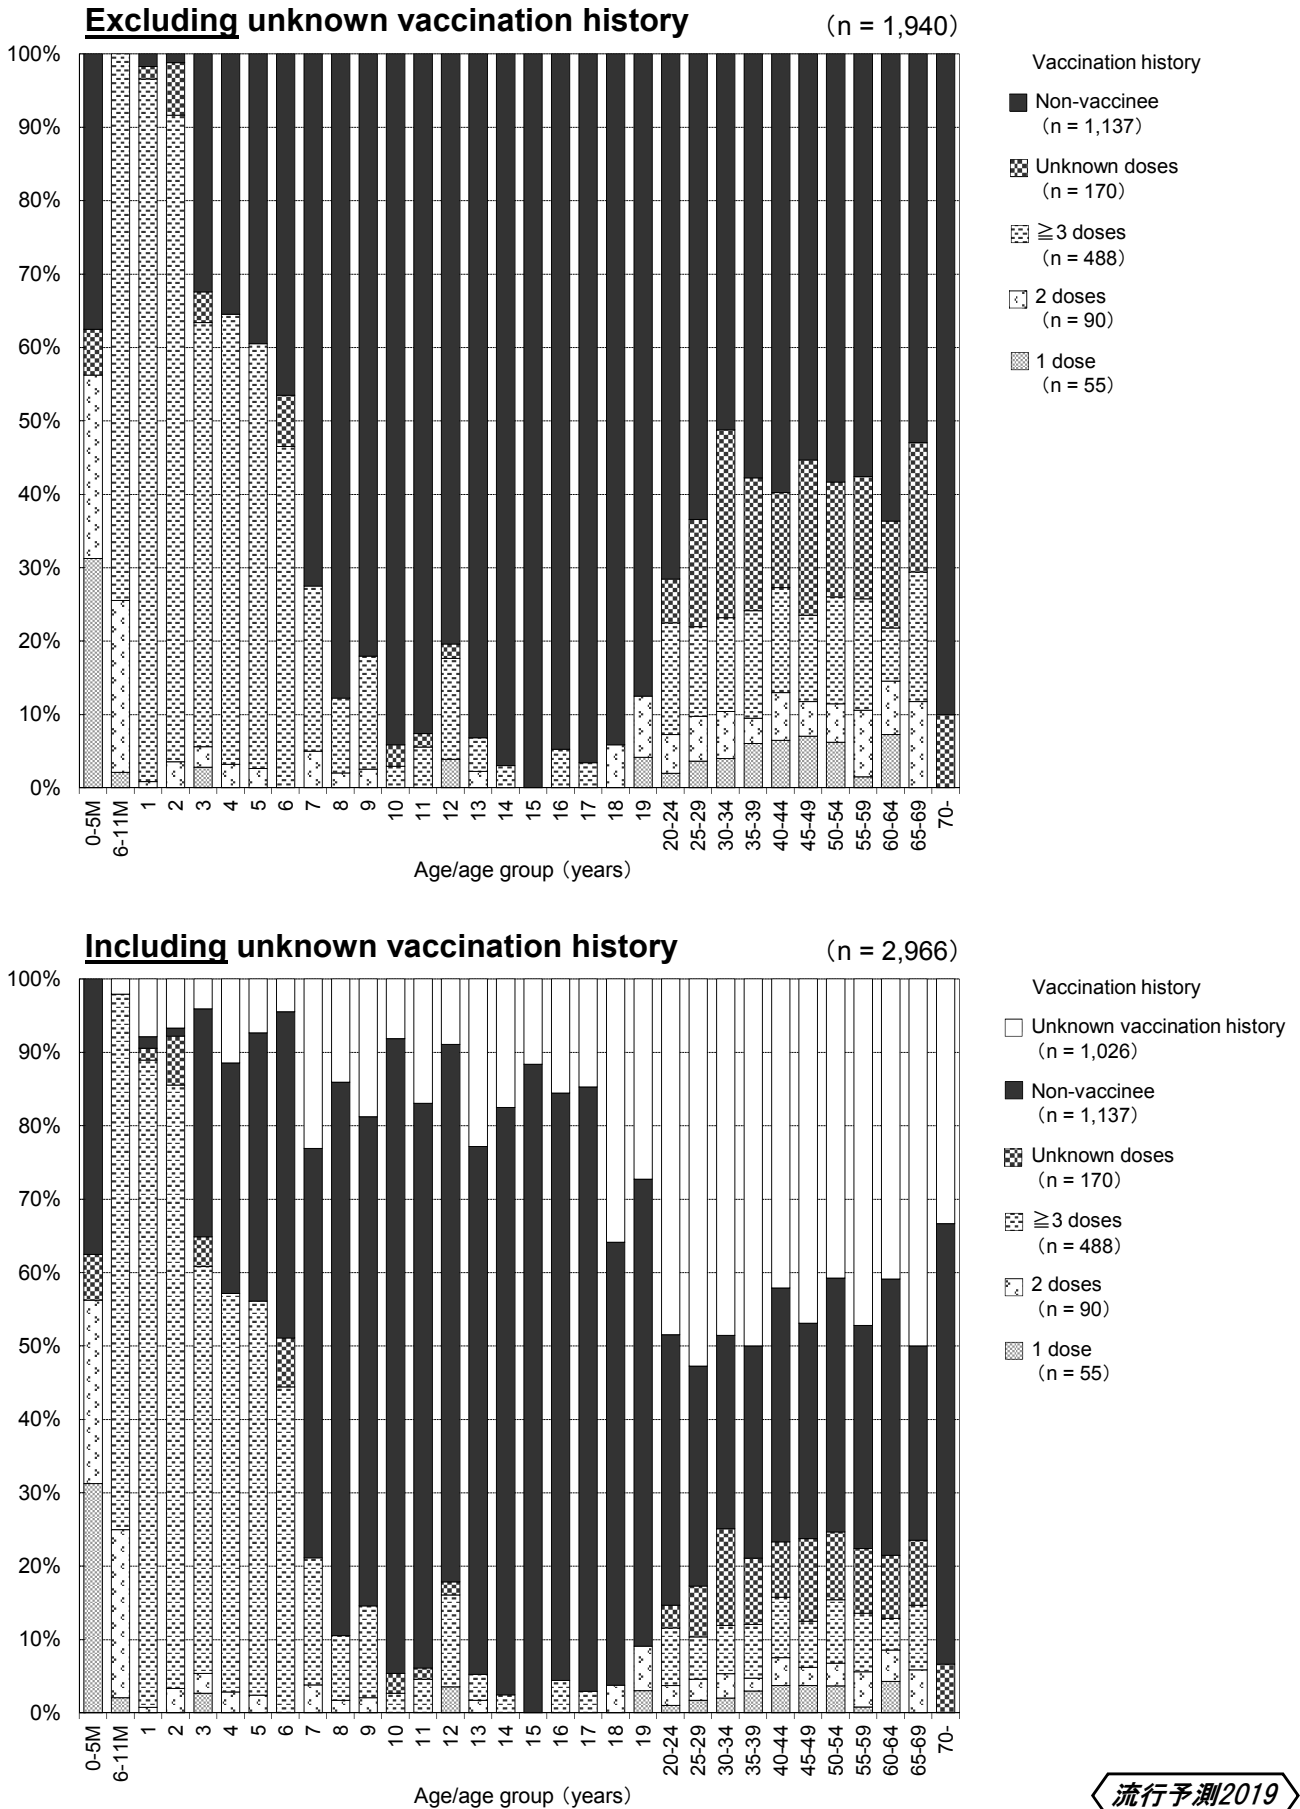 Excluding unknown vaccination history (n = 1,940)
100%
90%
80%
70%
60%
50%
40%
30%
20%
10%
0%
0-5M 6-11M 1 2 3 4 5 6 7 8 9 10 11 12 13 14 15 16 17 18 19 20-24 25-29 30-34 35-39 40-44 45-49 50-54 55-59 60-64 65-69 70-
Age/age group (years)
Vaccination history
Non-vaccinee
(n = 1,137)
Unknown doses
(n = 170)
≧3 doses
(n = 488)
2 doses
(n = 90)
1 dose
(n = 55)
Including unknown vaccination history (n = 2,966)
100%
90%
80%
70%
60%
50%
40%
30%
20%
10%
0%
0-5M 6-11M 1 2 3 4 5 6 7 8 9 10 11 12 13 14 15 16 17 18 19 20-24 25-29 30-34 35-39 40-44 45-49 50-54 55-59 60-64 65-69 70-
Age/age group (years)
Vaccination history
Unknown vaccination history
(n = 1,026)
Non-vaccinee
(n = 1,137)
Unknown doses
(n = 170)
≧3 doses
(n = 488)
2 doses
(n = 90)
1 dose
(n = 55)
流行予測2019